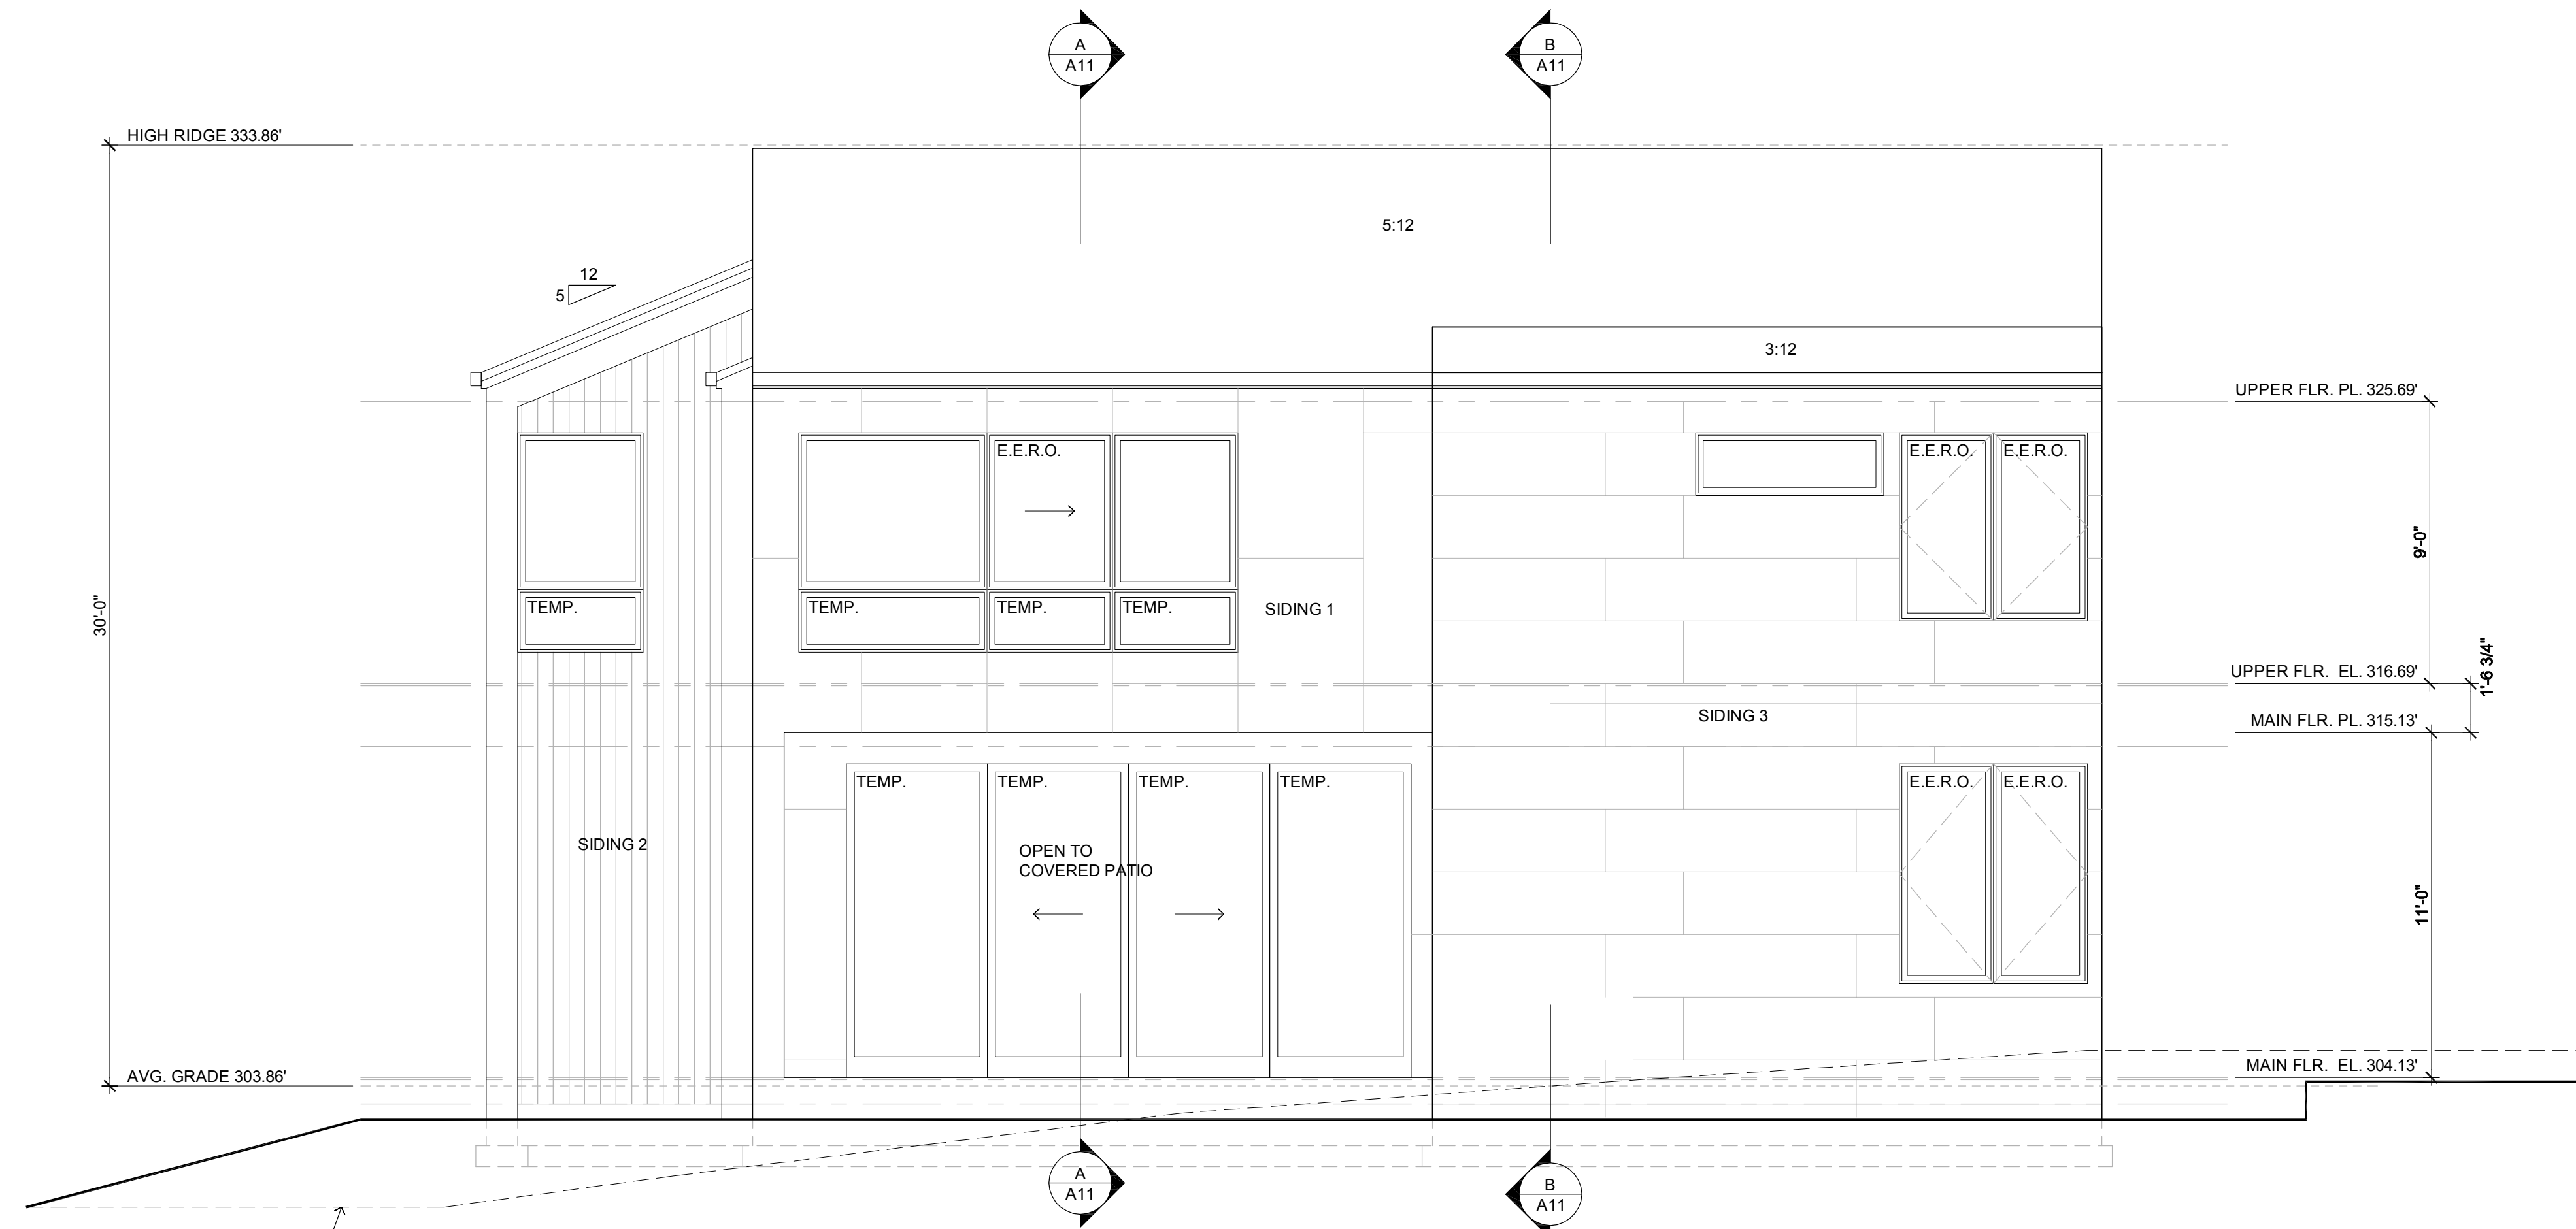 A
A11
B
A11
HIGH RIDGE 333.86'
5:12
12
5
3:12
UPPER FLR. PL. 325.69'
E.E.R.O.
E.E.R.O.
E.E.R.O.
9'-0"
30'-0"
TEMP.
TEMP.
TEMP.
TEMP.
SIDING 1
1'-6 3/4"
UPPER FLR. EL. 316.69'
SIDING 3
MAIN FLR. PL. 315.13'
TEMP.
TEMP.
TEMP.
TEMP.
E.E.R.O.
E.E.R.O.
SIDING 2
OPEN TO
COVERED PATIO
11'-0"
AVG. GRADE 303.86'
MAIN FLR. EL. 304.13'
A
A11
B
A11